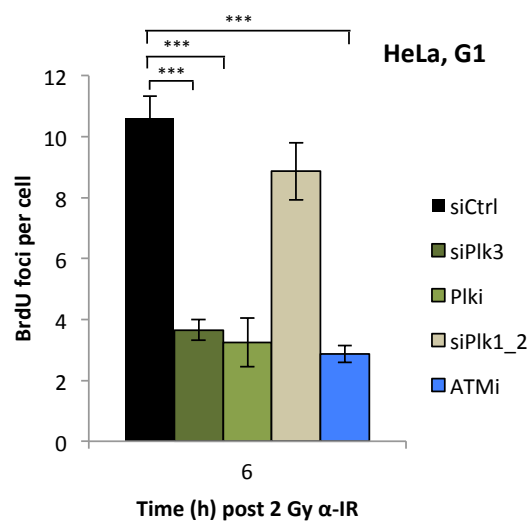 ***
HeLa, G1
***
***
12
10
8
6
4
2
0
BrdU foci per cell
siCtrl
siPlk3
Plki
siPlk1_2
ATMi
6
Time (h) post 2 Gy α-IR